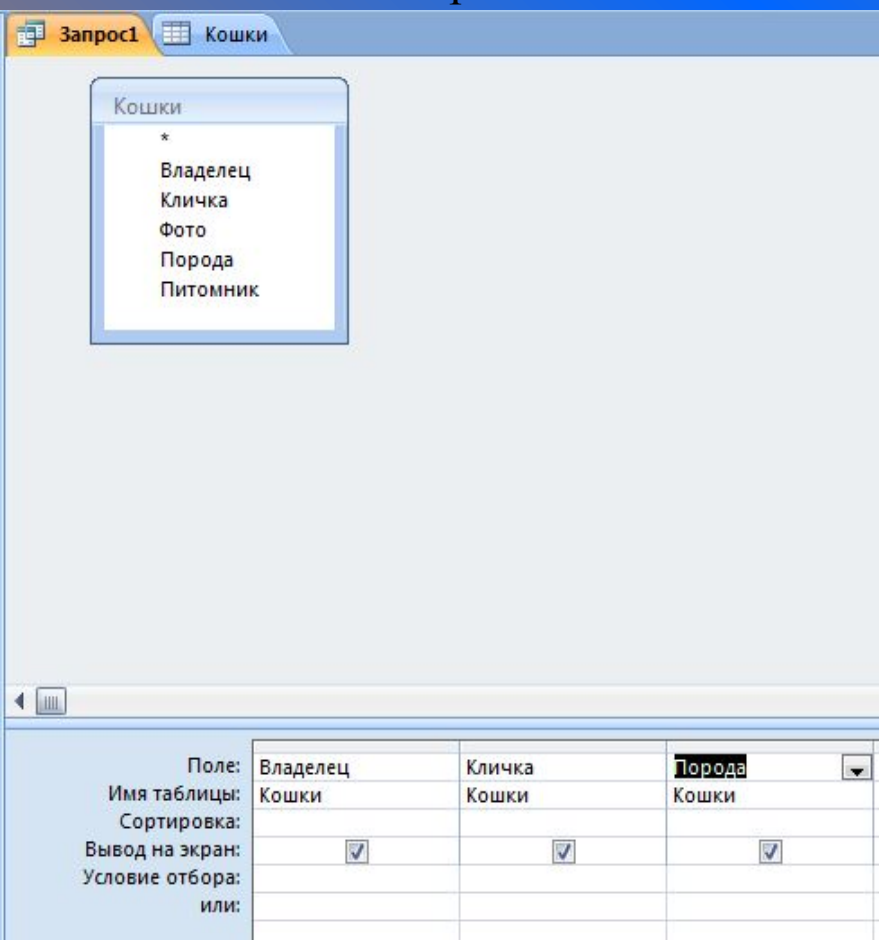 Запрос1 Кошки
Кошки
*
Владелец
Кличка
Фото
Порода
Питомник
Поле: Владелец Кличка Порода
Имя таблицы: Кошки Кошки Кошки
Сортировка:
Вывод на экран:
Условие отбора:
или: